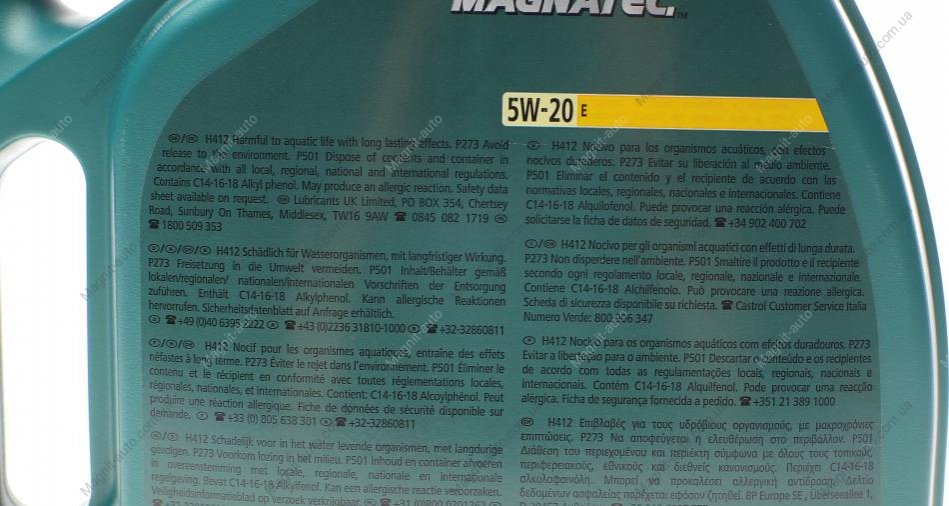 MAGNATEC
5W-20 E
H412 Harmful to aquatic life with long lasting effects. P273 Avoid
release to the environment. P501 Dispose of contents and container in
accordance with all local, regional, national and international regulations.
Contains C14-16-18 Alkyl phenol. May produce an allergic reaction. Safety data
sheet available on request. Lubricants UK Limited, PO BOX 354, Chertsey
Road, Sunbury On Thames, Middlesex, TW16 9AW ☎ 0845 082 1719
☎ 1800 509 353
H412 Schädlich für Wasserorganismen, mit langfristiger Wirkung.
P273 Freisetzung in die Umwelt vermeiden. P501 Inhalt/Behälter gemäß
lokalen/regionalen/ nationalen/internationalen Vorschriften der Entsorgung
zuführen. Enthält C14-16-18 Alkylphenol. Kann allergische Reaktionen
hervorrufen. Sicherheitsdatenblatt auf Anfrage erhältlich.
☎ +49 (0)40 6395 2222 ☎ +43 (0)2236 31810-1000 ☎ +32-32860811
H412 Nocif pour les organismes aquatiques, entraîne des effets
néfastes à long terme. P273 Éviter le rejet dans l'environnement. P501 Éliminer le
contenu et le récipient en conformité avec toutes réglementations locales,
régionales, nationales, et internationales. Contient: C14-16-18 Alcoylphénol. Peut
produire une réaction allergique. Fiche de données de sécurité disponible sur
demande. ☎ +33 (0) 805 638 301 ☎ +32-32860811
H412 Schadelijk voor in het water levende organismen, met langdurige
gevolgen. P273 Voorkom lozing in het milieu. P501 Inhoud en container afvoeren
in overeenstemming met locale, regionale, nationale en internationale
regelgeving. Bevat C14-16-18 Alkylfenol. Kan een allergische reactie veroorzaken.
Veiligheidsinformatieblad op verzoek verkrijgbaar.
H412 Nocivo para los organismos acuáticos, con efectos
nocivos duraderos. P273 Evitar su liberación al medio ambiente.
P501 Eliminar el contenido y el recipiente de acuerdo con las
normativas locales, regionales, nacionales e internacionales. Contiene
C14-16-18 Alquilofenol. Puede provocar una reacción alérgica. Puede
solicitarse la ficha de datos de seguridad. ☎ +34 902 400 702
H412 Nocivo per gli organismi acquatici con effetti di lunga durata.
P273 Non disperdere nell'ambiente. P501 Smaltire il prodotto e il recipiente
secondo ogni regolamento locale, regionale, nazionale e internazionale.
Contiene C14-16-18 Alchilfenolo. Può provocare una reazione allergica.
Scheda di sicurezza disponibile su richiesta. ☎ Castrol Customer Service Italia
Numero Verde: 800 906 347
H412 Nocivo para os organismos aquáticos com efeitos duradouros. P273
Evitar a libertação para o ambiente. P501 Descartar o conteúdo e os recipientes
de acordo com todas as regulamentações locais, regionais, nacionais e
internacionais. Contém C14-16-18 Alquilfenol. Pode provocar uma reacção
alérgica. Ficha de segurança fornecida a pedido. ☎ +351 21 389 1000
H412 Επιβλαβές για τους υδρόβιους οργανισμούς, με μακροχρόνιες
επιπτώσεις. P273 Να αποφεύγεται η ελευθέρωση στο περιβάλλον. P501
Διάθεση του περιεχομένου και περιέκτη σύμφωνα με όλους τους τοπικούς,
περιφερειακούς, εθνικούς και διεθνείς κανονισμούς. Περιέχει C14-16-18
αλκυλοφαινόλη. Μπορεί να προκαλέσει αλλεργική αντίδραση. Δελτίο
δεδομένων ασφαλείας παρέχεται εφόσον ζητηθεί. BP Europe SE, Überseeallee 1,